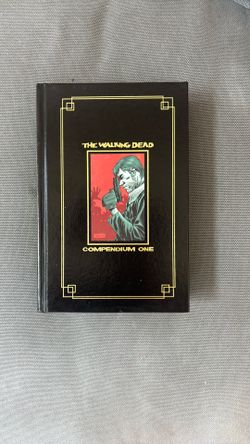 THE WALKING DEAD
COMPENDIUM ONE